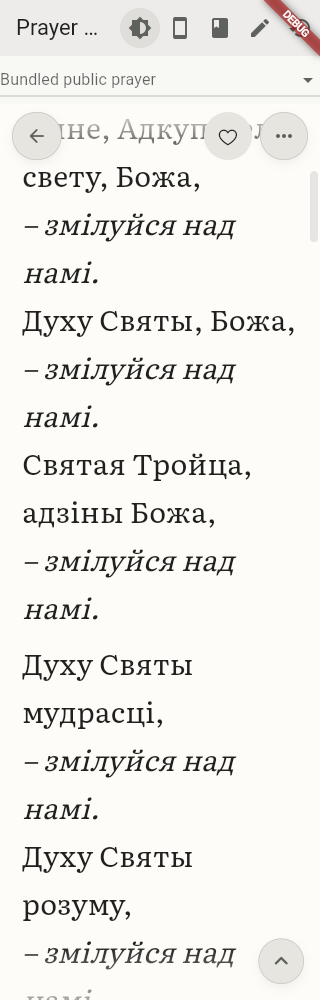 Prayer ...
DEBUG
Bundled public prayer
свету, Божа,
– змілуйся над
намі.
Духу Святы, Божа,
– змілуйся над
намі.
Святая Тройца,
адзіны Божа,
– змілуйся над
намі.
Духу Святы
мудрасці,
– змілуйся над
намі.
Духу Святы
розуму,
– змілуйся над
намі.